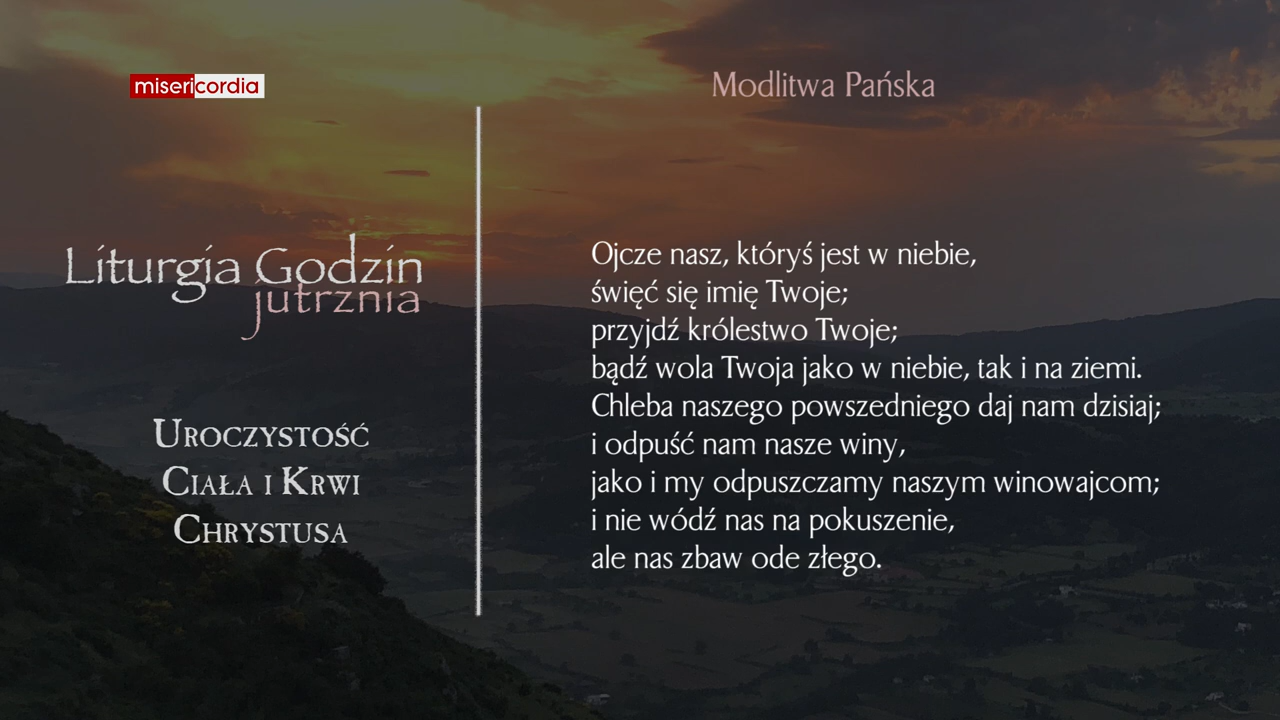 misericordia
Liturgia Godzin
jutrznia
Uroczystość
Ciała i Krwi
Chrystusa
Modlitwa Pańska
Ojcze nasz, któryś jest w niebie,
święć się imię Twoje;
przyjdź królestwo Twoje;
bądź wola Twoja jako w niebie, tak i na ziemi.
Chleba naszego powszedniego daj nam dzisiaj;
i odpuść nam nasze winy,
jako i my odpuszczamy naszym winowajcom;
i nie wódź nas na pokuszenie,
ale nas zbaw ode złego.